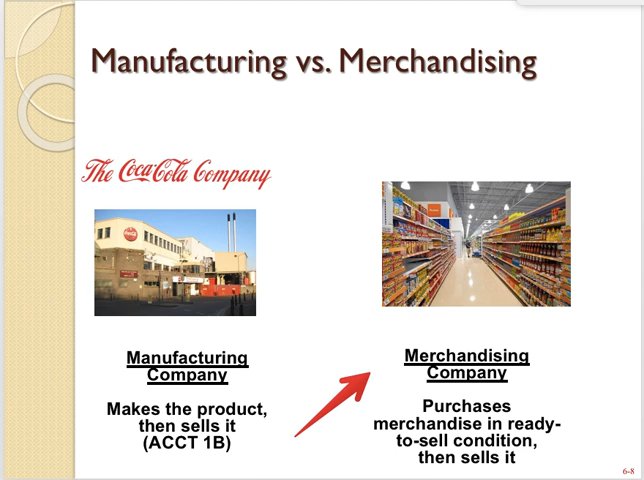 Manufacturing vs. Merchandising
The Coca-Cola Company
Manufacturing
Company
Makes the product,
then sells it
(ACCT 1B)
Merchandising
Company
Purchases
merchandise in ready-
to-sell condition,
then sells it
6-8